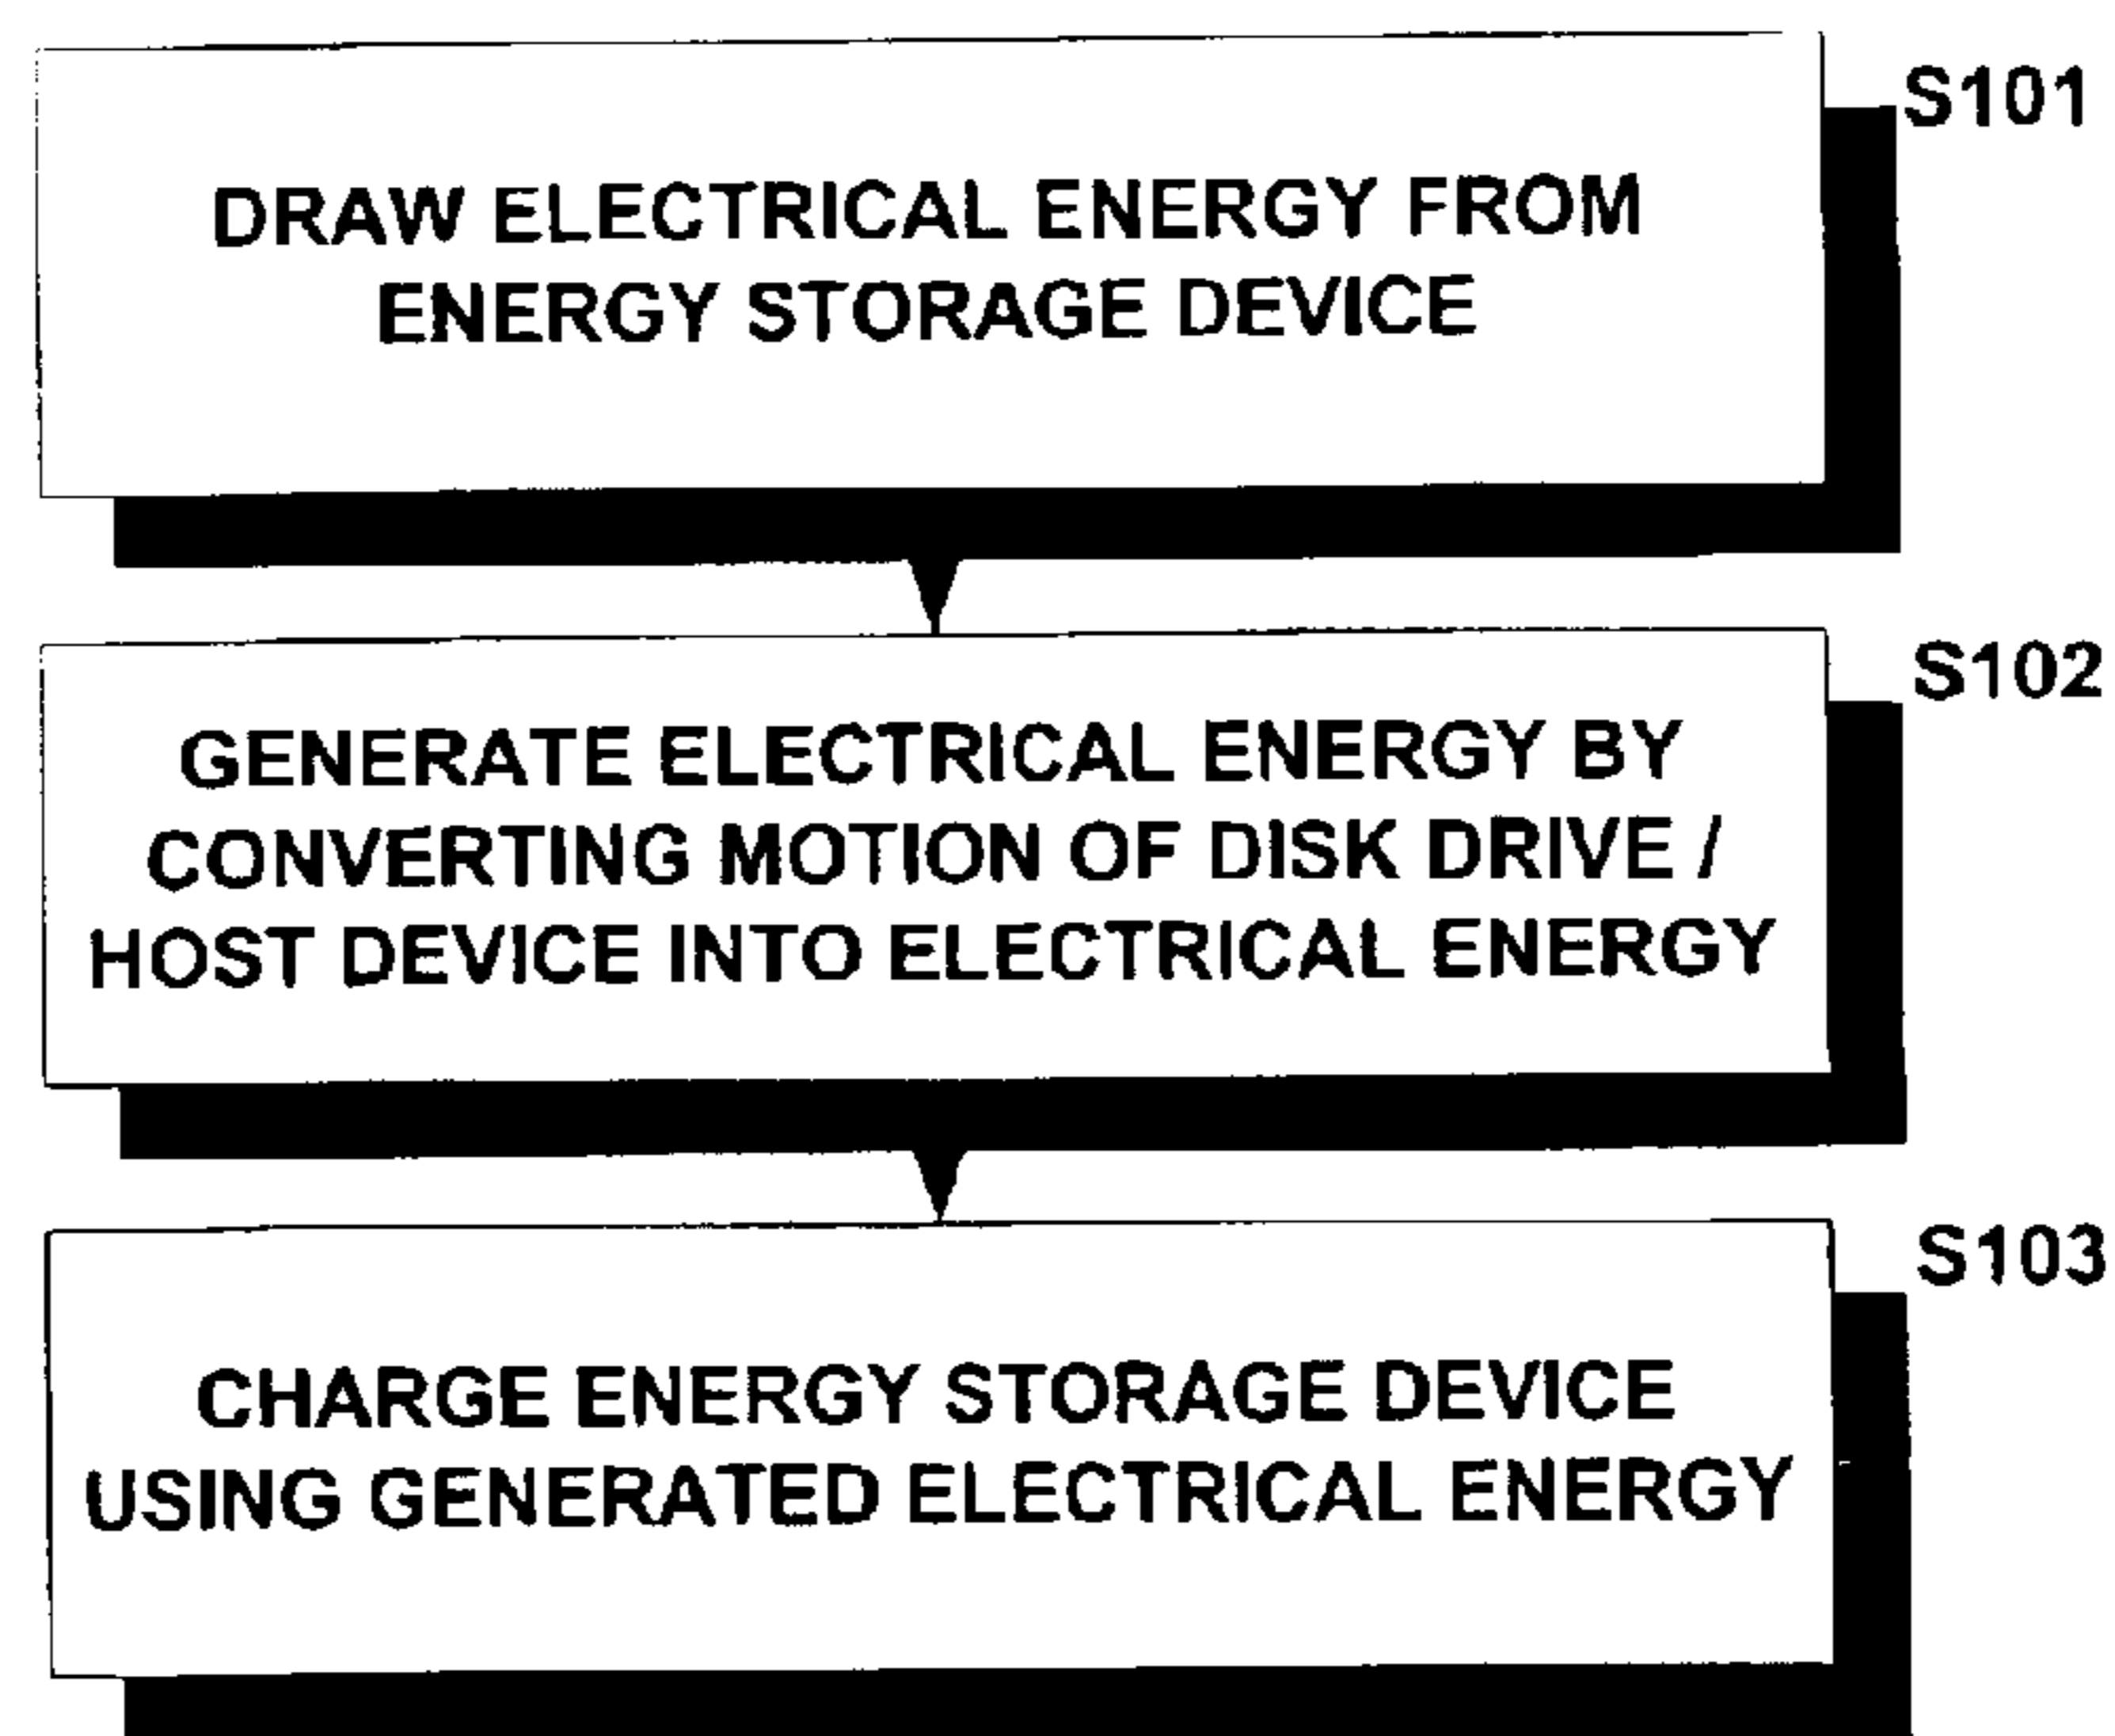 S101
DRAW ELECTRICAL ENERGY FROM
ENERGY STORAGE DEVICE
S102
GENERATE ELECTRICAL ENERGY BY
CONVERTING MOTION OF DISK DRIVE /
HOST DEVICE INTO ELECTRICAL ENERGY
S103
CHARGE ENERGY STORAGE DEVICE
USING GENERATED ELECTRICAL ENERGY